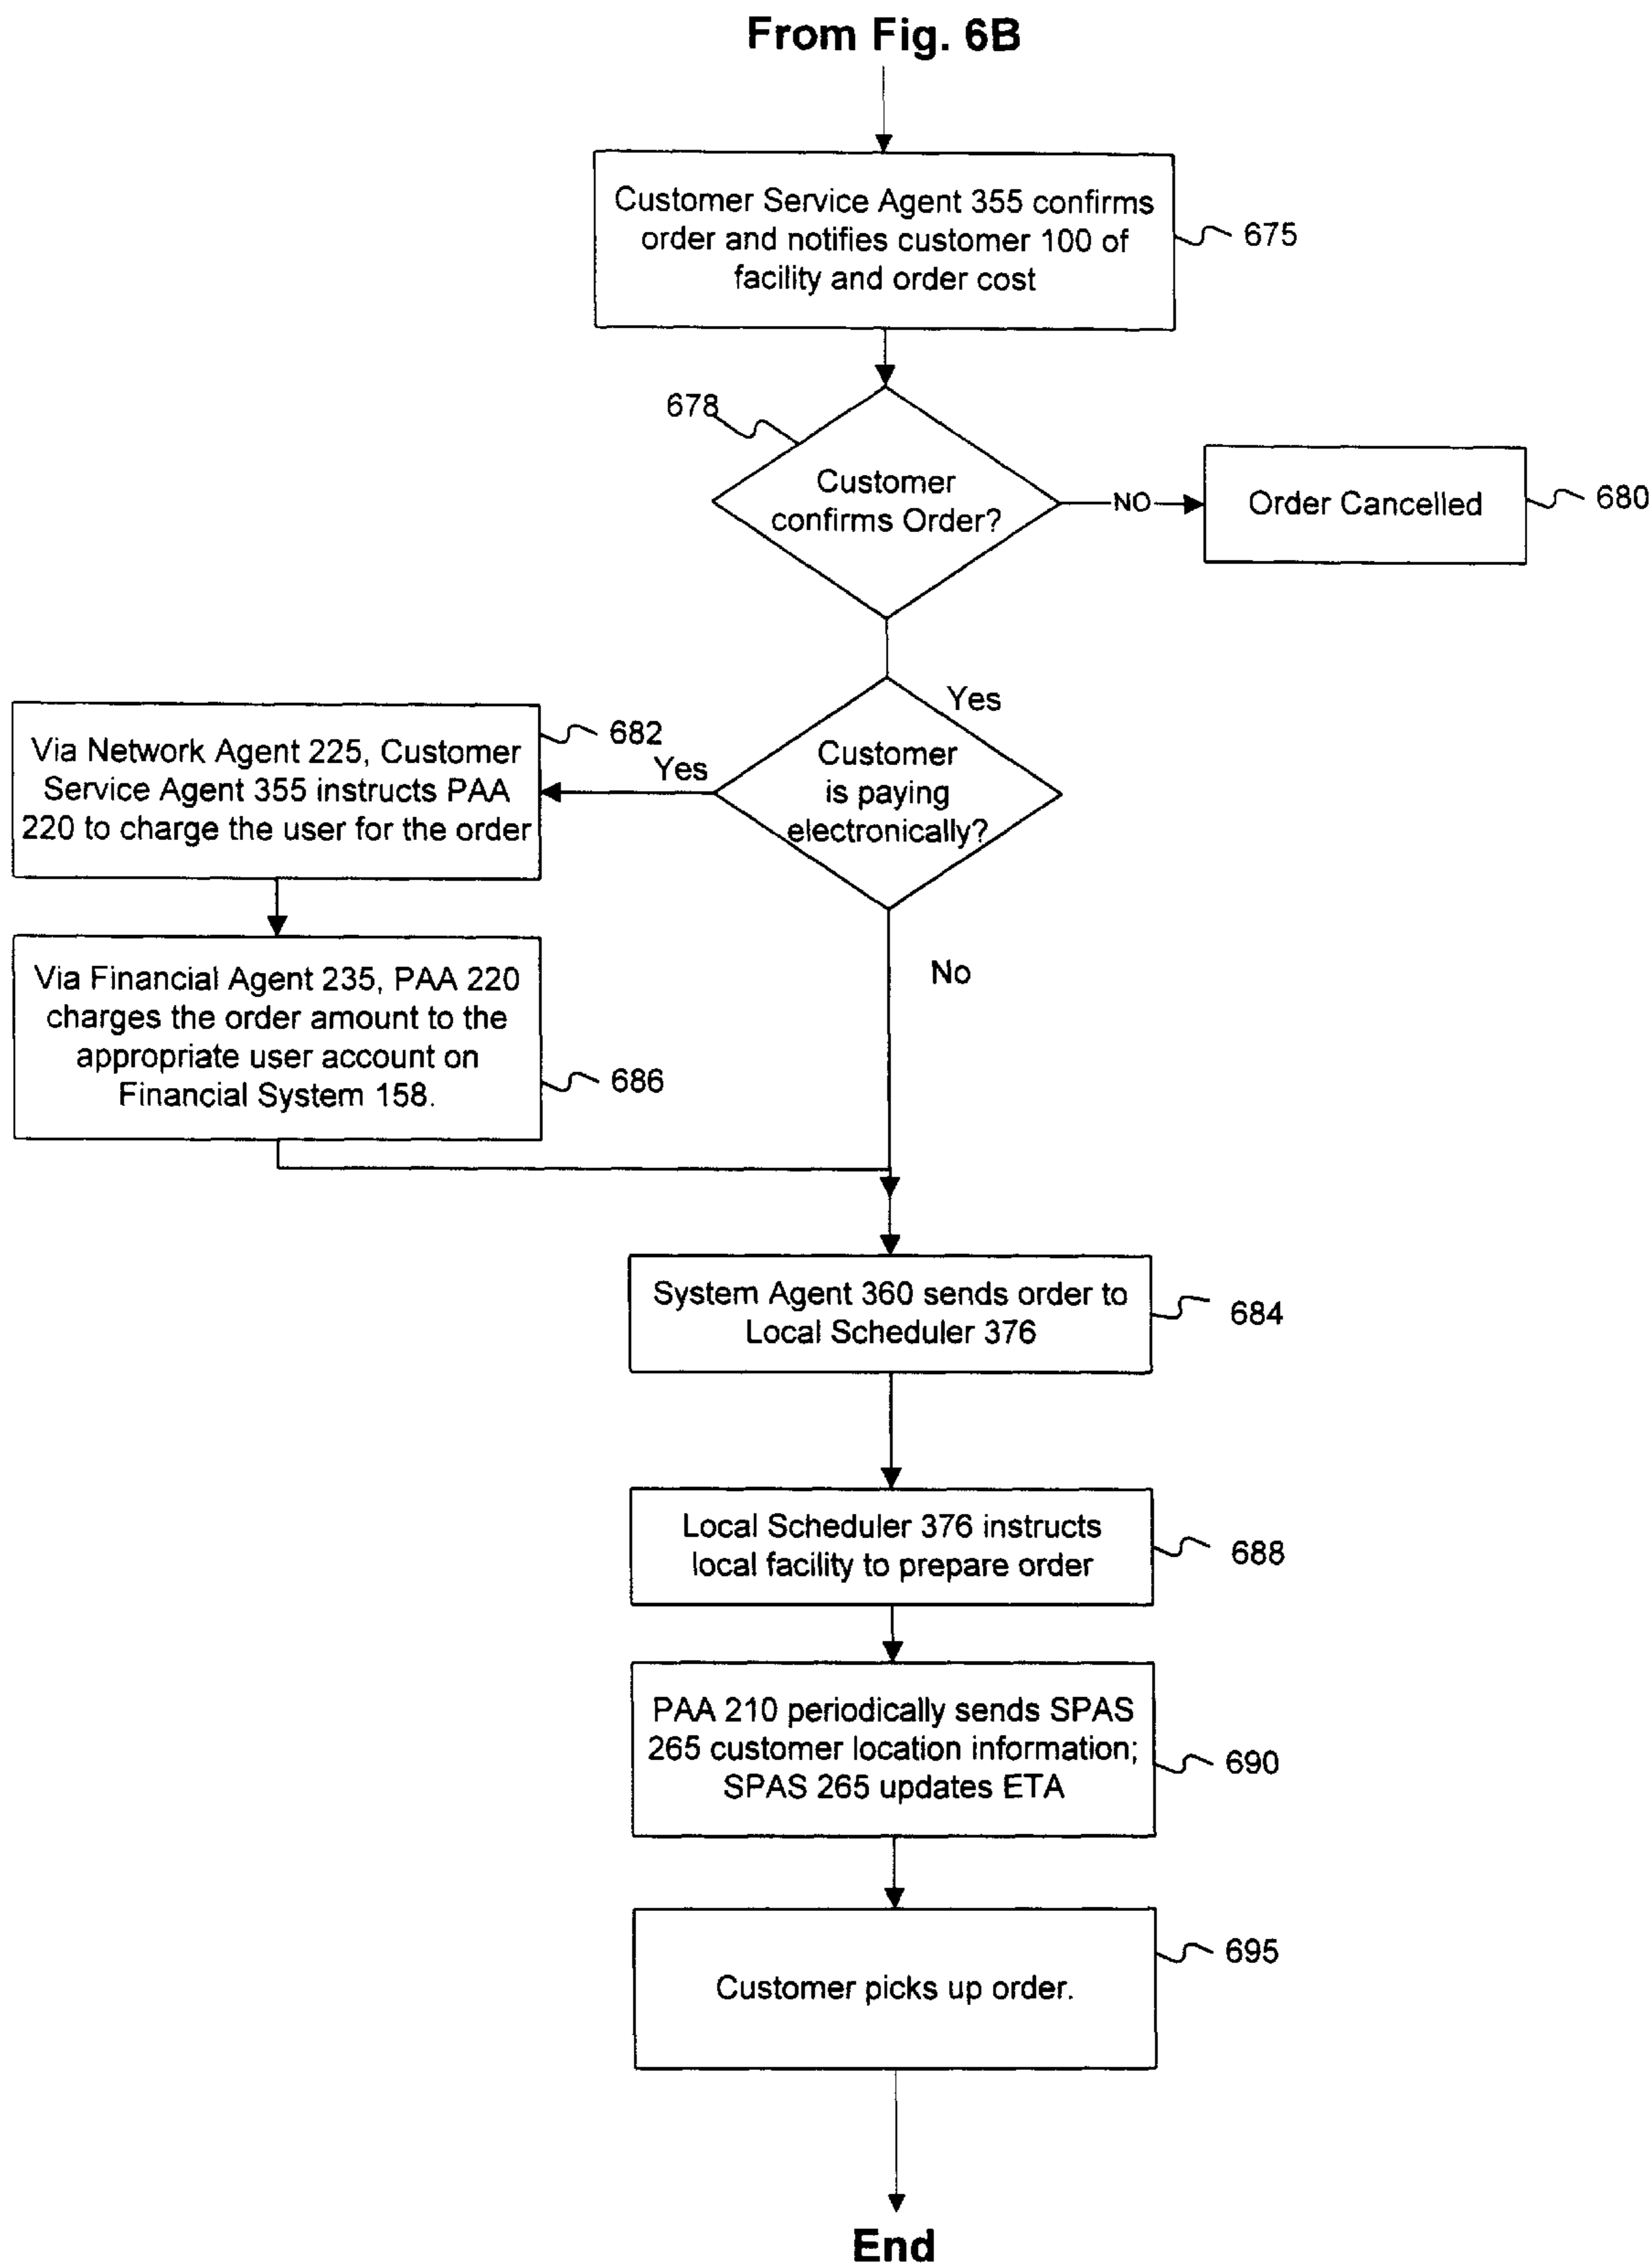 From Fig. 6B
Customer Service Agent 355 confirms
order and notifies customer 100 of
facility and order cost
675
678
Customer
confirms Order?
NO
Order Cancelled
680
Yes
Via Network Agent 225, Customer
Service Agent 355 instructs PAA
220 to charge the user for the order
682
Yes
Customer
is paying
electronically?
Via Financial Agent 235, PAA 220
charges the order amount to the
appropriate user account on
Financial System 158.
686
No
System Agent 360 sends order to
Local Scheduler 376
684
Local Scheduler 376 instructs
local facility to prepare order
688
PAA 210 periodically sends SPAS
265 customer location information;
SPAS 265 updates ETA
690
Customer picks up order.
695
End